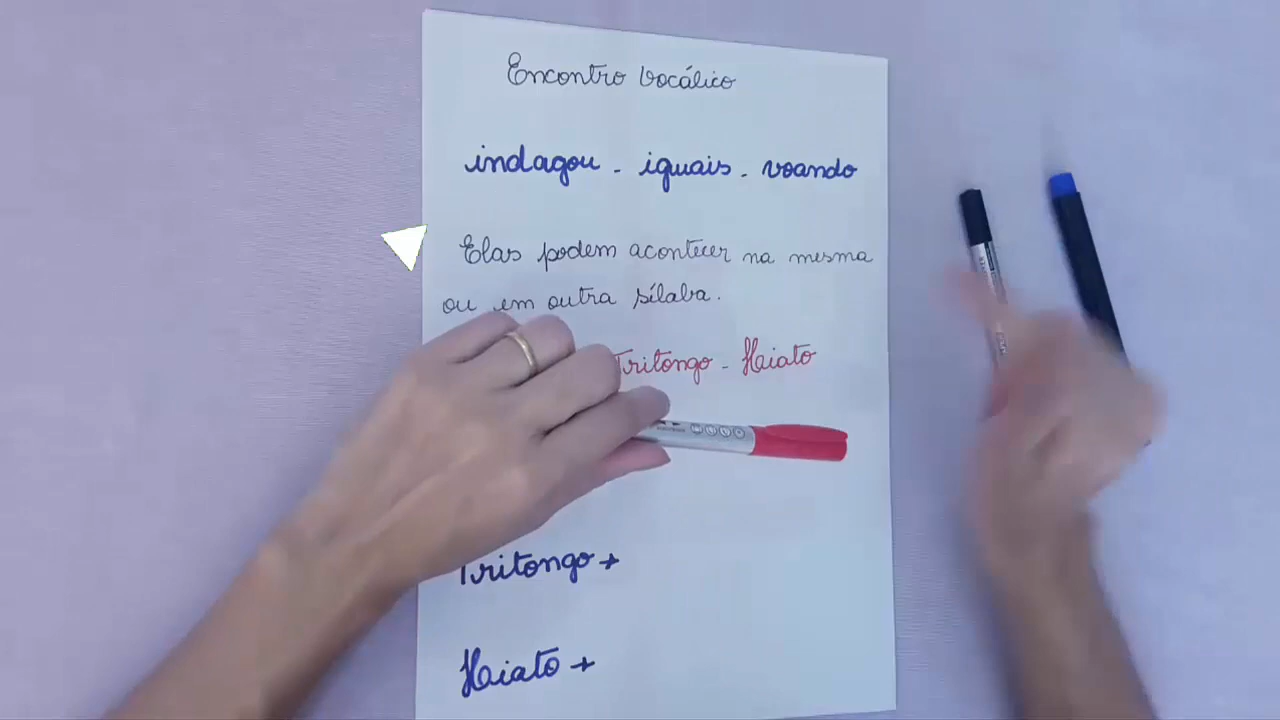 Encontro Vocálico
indagou - iguais - voando
Elas podem acontecer na mesma
ou em outra sílaba.
Tritongo - Hiato
Tritongo →
Hiato →